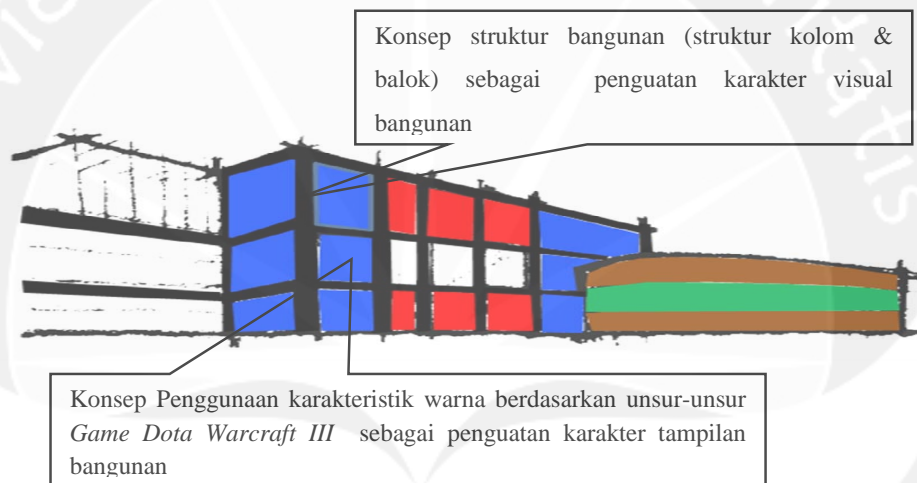 Konsep struktur bangunan (struktur kolom &
balok) sebagai penguatan karakter visual
bangunan
Konsep Penggunaan karakteristik warna berdasarkan unsur-unsur
Game Dota Warcraft III sebagai penguatan karakter tampilan
bangunan